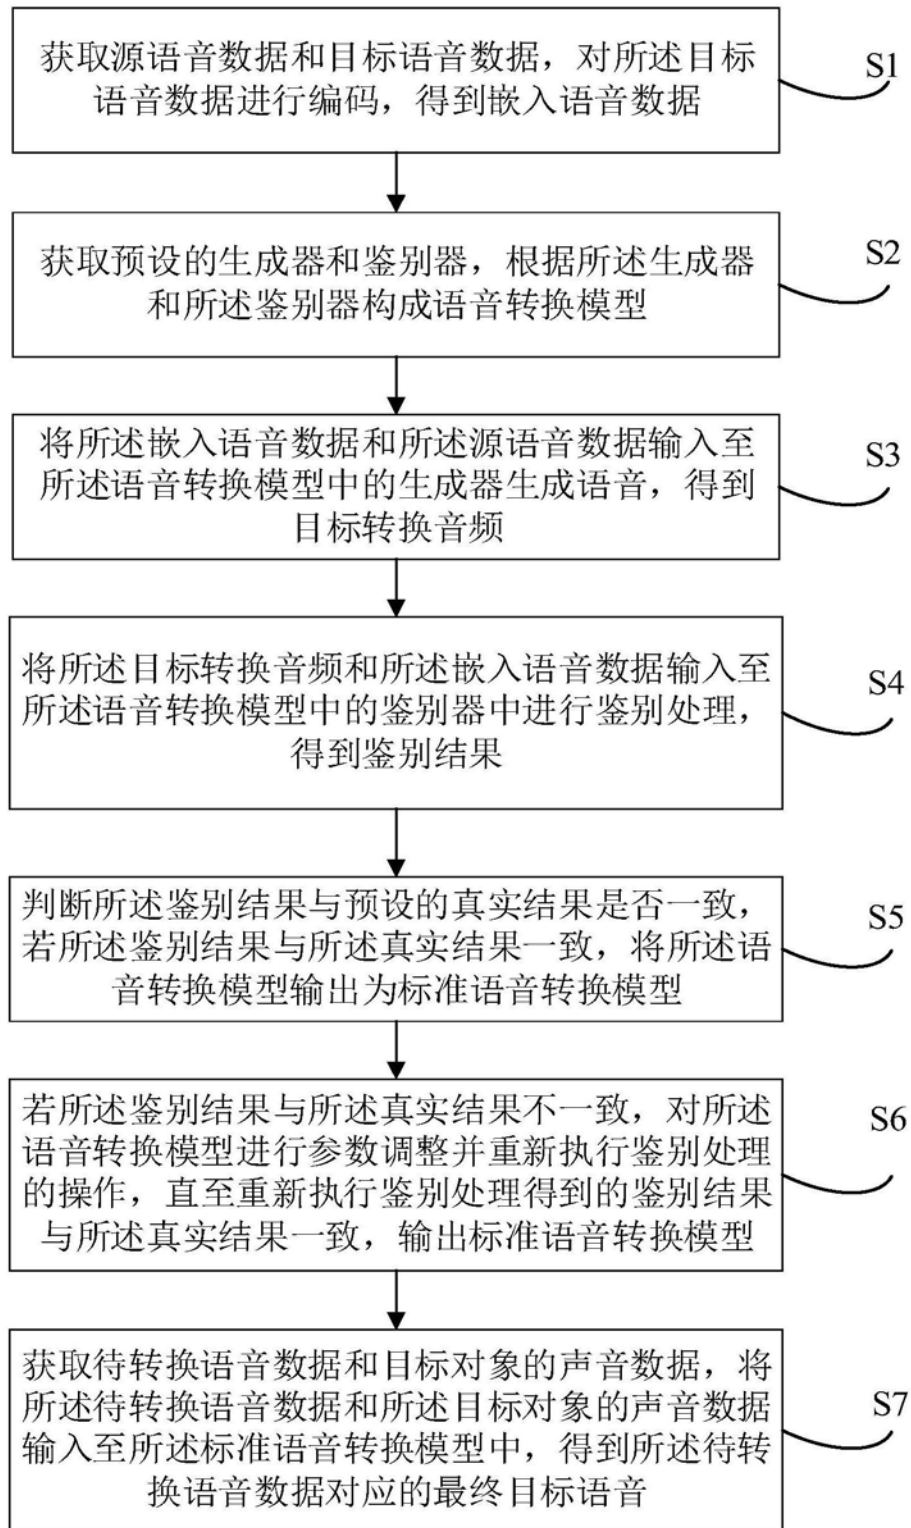 获取源语音数据和目标语音数据，对所述目标
语音数据进行编码，得到嵌入语音数据
S1
获取预设的生成器和鉴别器，根据所述生成器
和所述鉴别器构成语音转换模型
S2
将所述嵌入语音数据和所述源语音数据输入至
所述语音转换模型中的生成器生成语音，得到
目标转换音频
S3
将所述目标转换音频和所述嵌入语音数据输入至
所述语音转换模型中的鉴别器中进行鉴别处理，
得到鉴别结果
S4
判断所述鉴别结果与预设的真实结果是否一致，
若所述鉴别结果与所述真实结果一致，将所述语
音转换模型输出为标准语音转换模型
S5
若所述鉴别结果与所述真实结果不一致，对所述
语音转换模型进行参数调整并重新执行鉴别处理
的操作，直至重新执行鉴别处理得到的鉴别结果
与所述真实结果一致，输出标准语音转换模型
S6
获取待转换语音数据和目标对象的声音数据，将
所述待转换语音数据和所述目标对象的声音数据
输入至所述标准语音转换模型中，得到所述待转
换语音数据对应的最终目标语音
S7